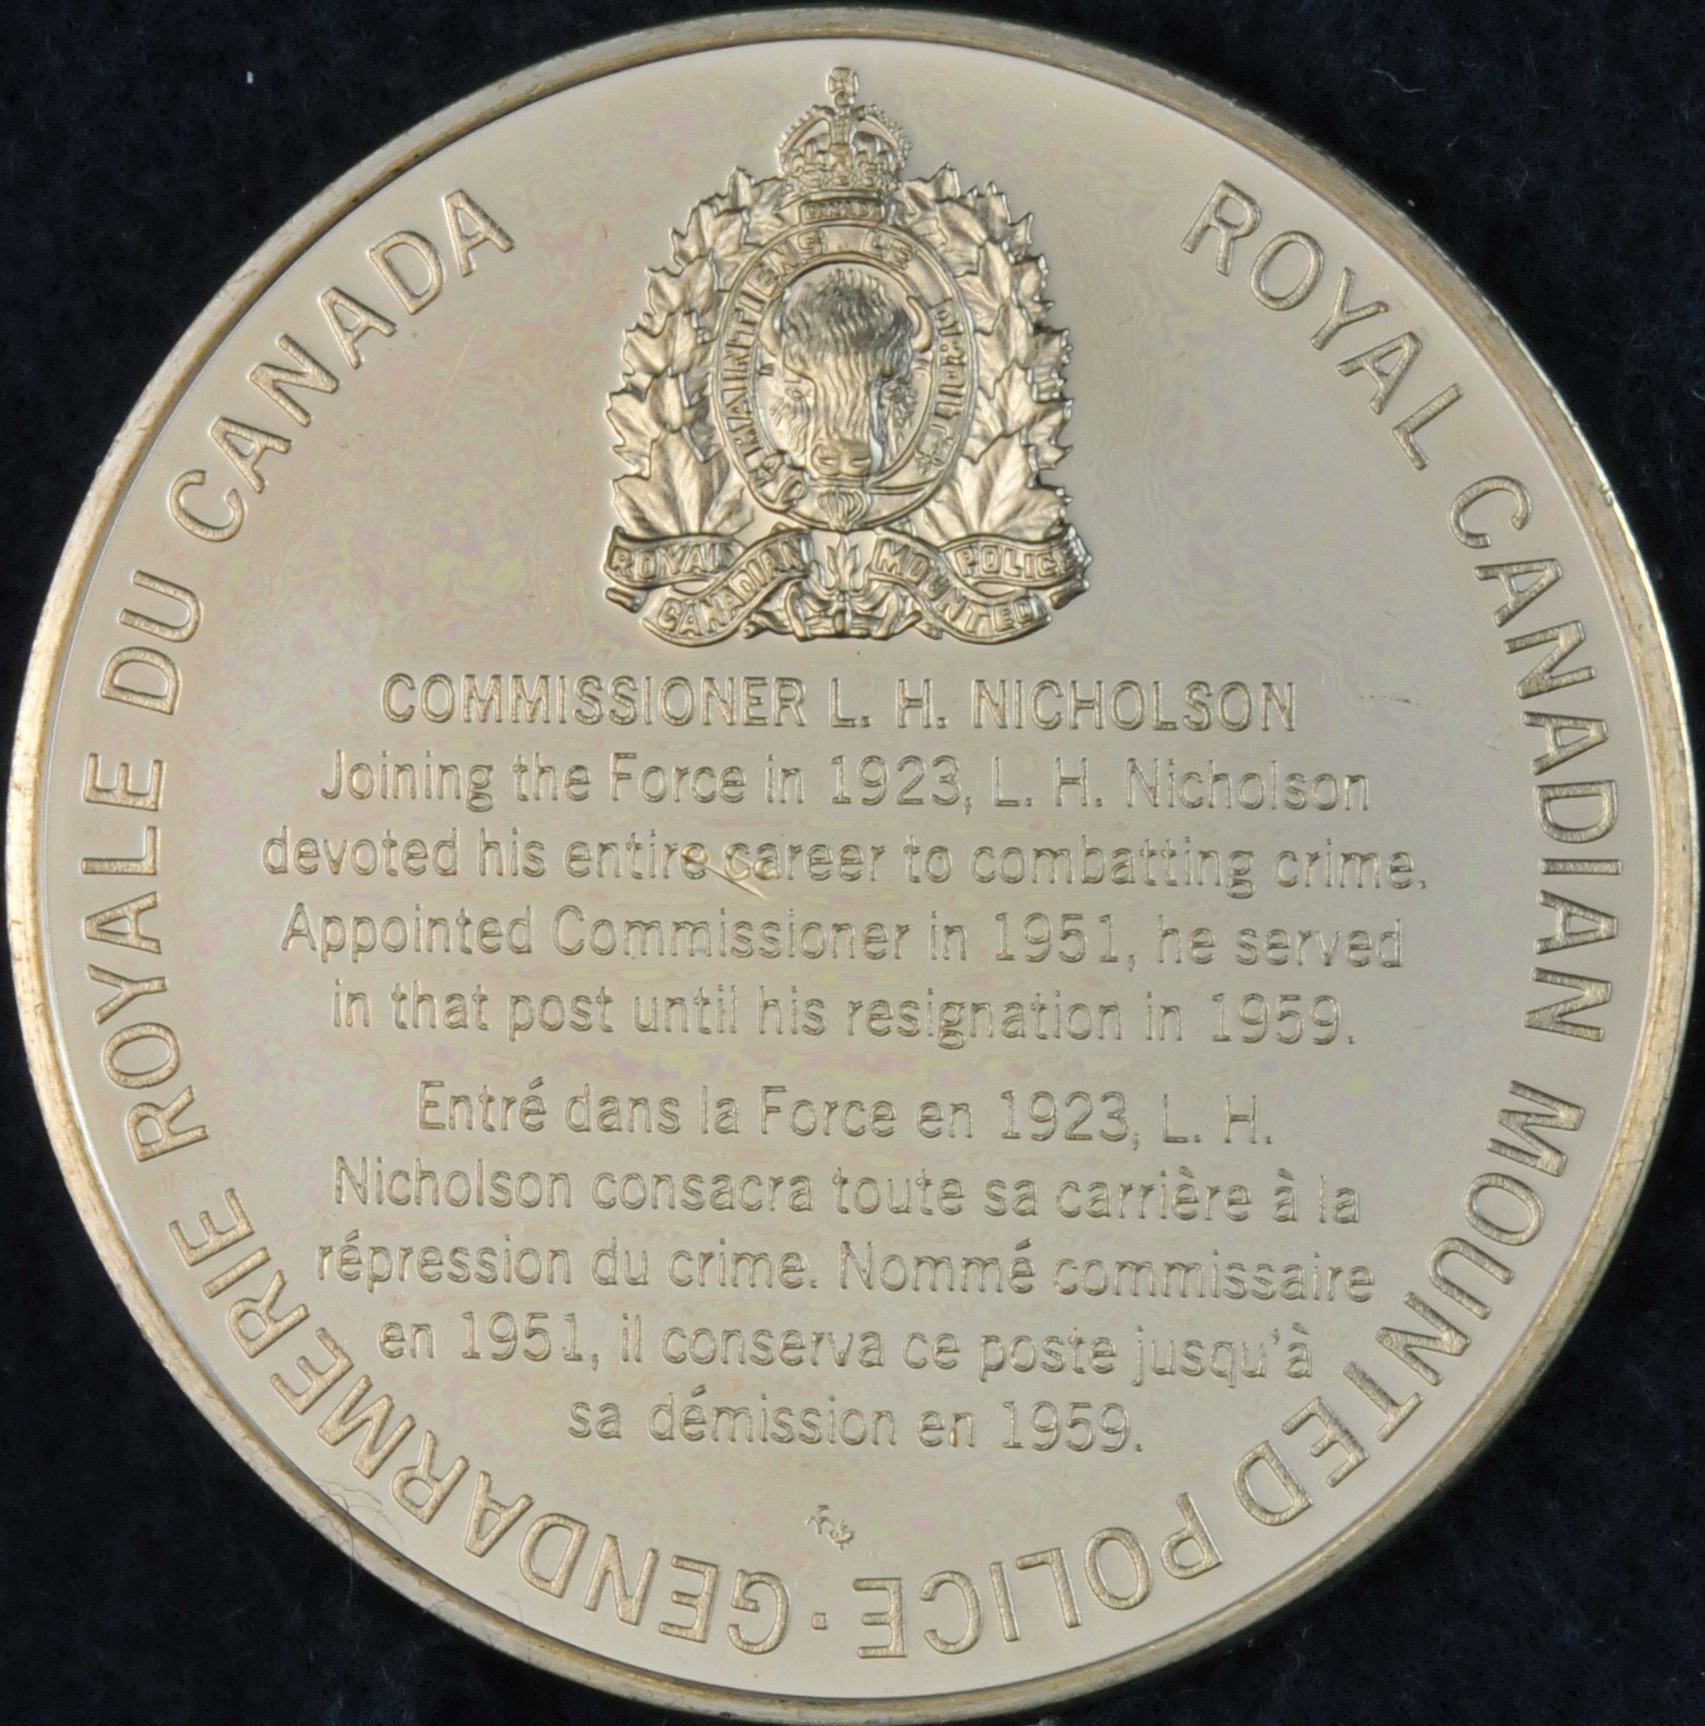 ROYAL CANADIAN MOUNTED POLICE · GENDARMERIE ROYALE DU CANADA
MAINTIENS LE DROIT
ROYAL CANADIAN MOUNTED POLICE
COMMISSIONER L. H. NICHOLSON
Joining the Force in 1923, L. H. Nicholson
devoted his entire career to combatting crime.
Appointed Commissioner in 1951, he served
in that post until his resignation in 1959.
Entré dans la Force en 1923, L. H.
Nicholson consacra toute sa carrière à la
répression du crime. Nommé commissaire
en 1951, il conserva ce poste jusqu'à
sa démission en 1959.